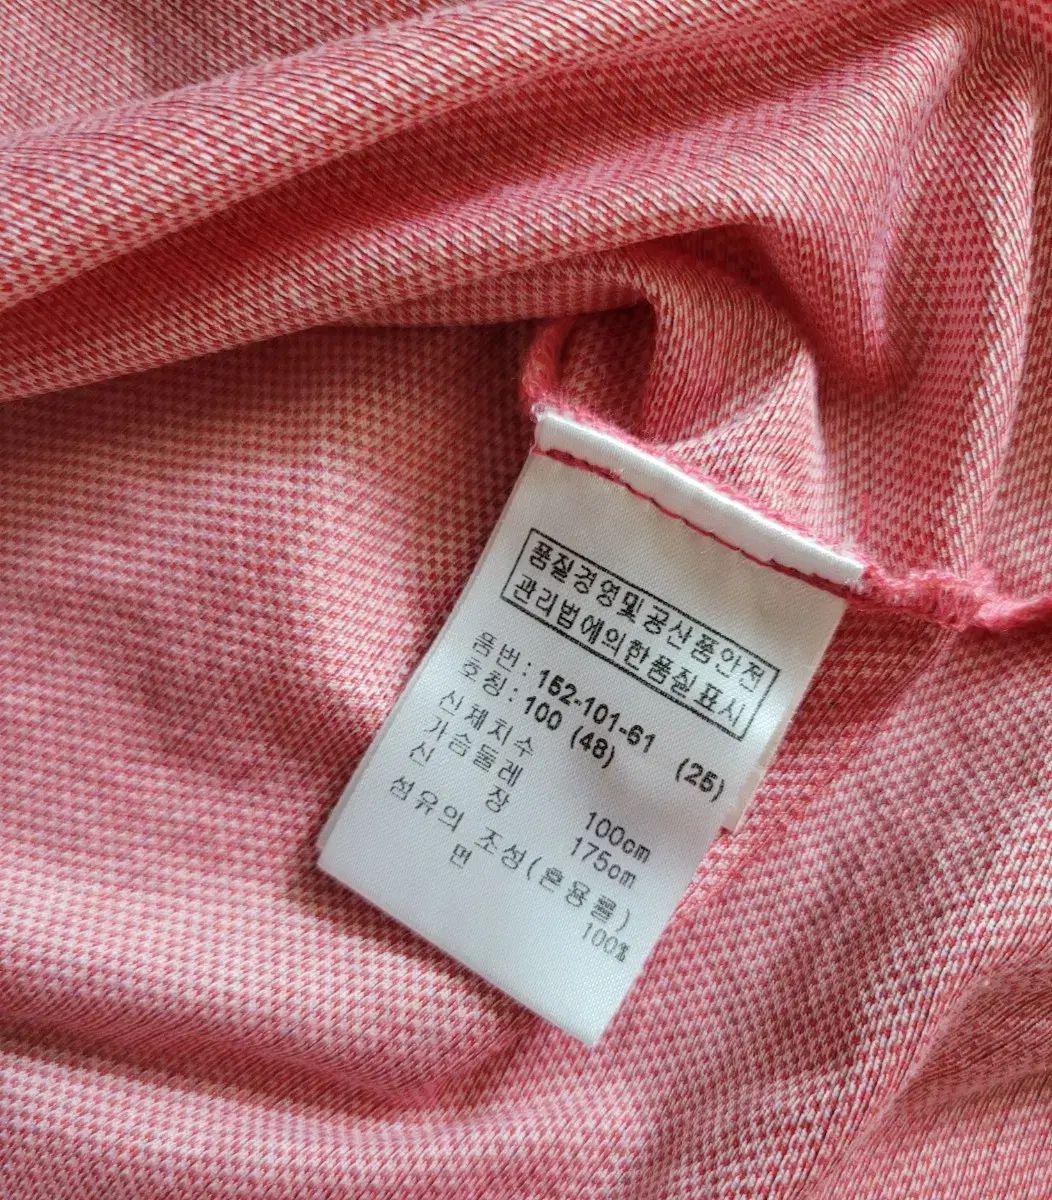 품질경영및공산품안전
관리법에의한품질표시
품번 : 152-101-61 (25)
호칭 : 100 (48)
신체치수
가슴둘레 100cm
신 장 175cm
섬유의 조성(혼용률)
면 100%